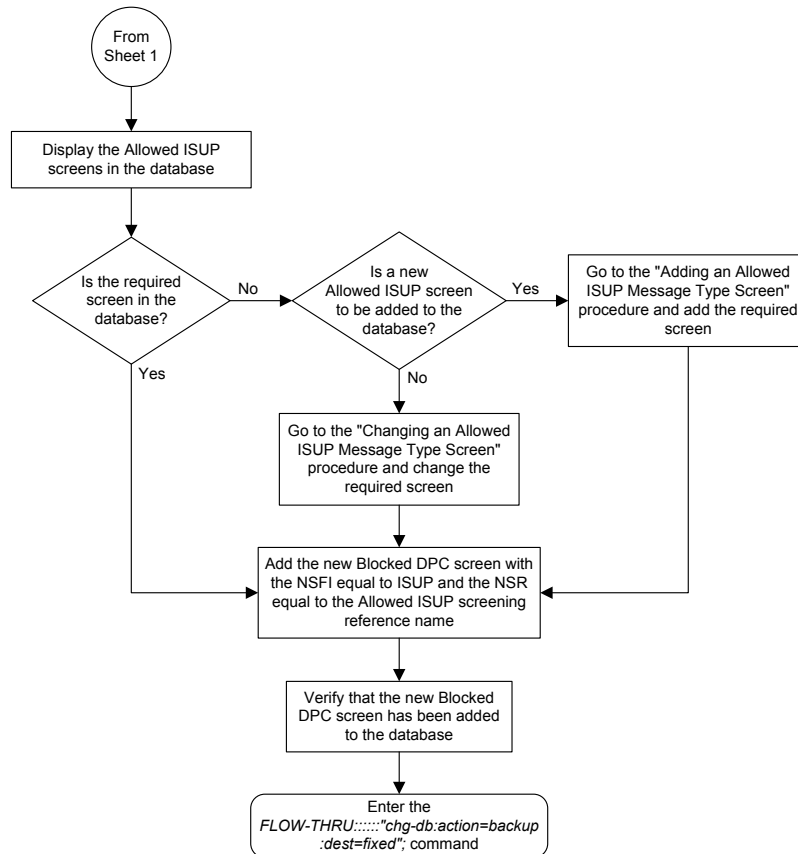 From
Sheet 1
Display the Allowed ISUP
screens in the database
Is the required
screen in the
database?
No
Is a new
Allowed ISUP screen
to be added to the
database?
Yes
Go to the "Adding an Allowed
ISUP Message Type Screen"
procedure and add the required
screen
Yes
No
Go to the "Changing an Allowed
ISUP Message Type Screen"
procedure and change the
required screen
Add the new Blocked DPC screen with
the NSFI equal to ISUP and the NSR
equal to the Allowed ISUP screening
reference name
Verify that the new Blocked
DPC screen has been added
to the database
Enter the
FLOW-THRU::::::"chg-db:action=backup
:dest=fixed"; command